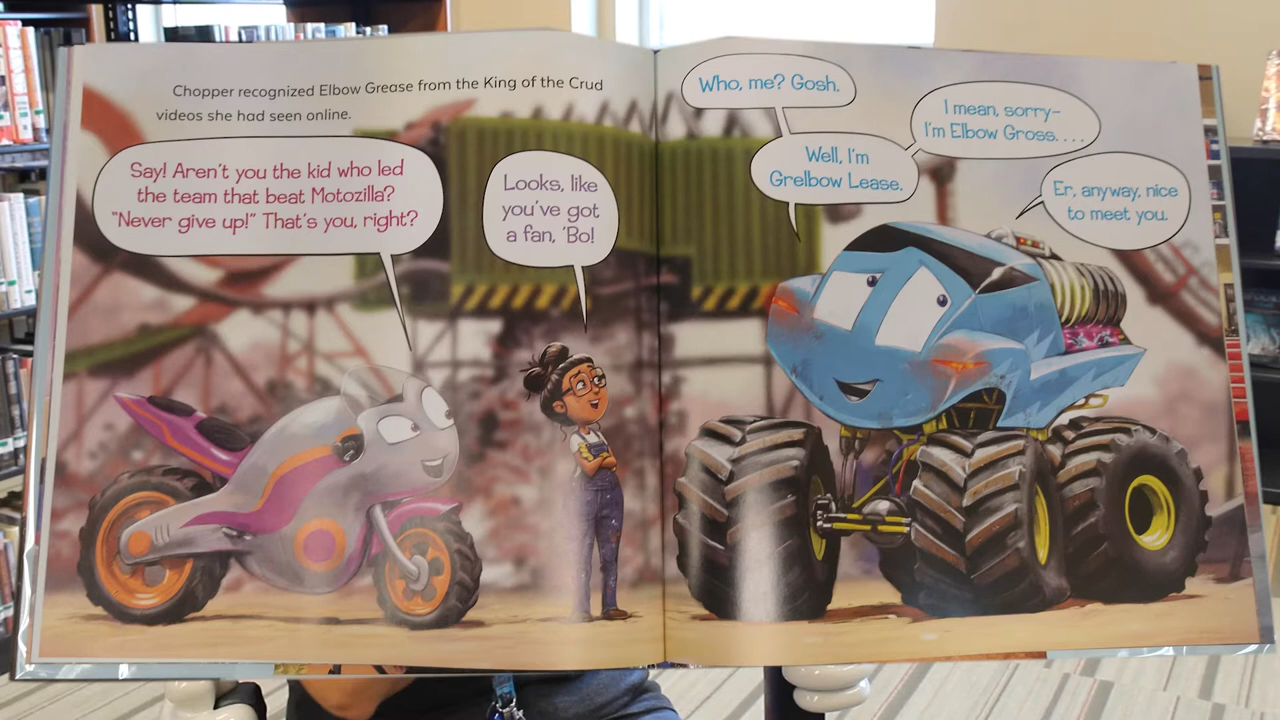 Chopper recognized Elbow Grease from the King of the Crud
videos she had seen online.
Say! Aren't you the kid who led
the team that beat Motozilla?
"Never give up!" That's you, right?
Looks, like
you've got
a fan, 'Bo!
Who, me? Gosh.
Well, I'm
Grelbow Lease.
I mean, sorry–
I'm Elbow Gross. . . .
Er, anyway, nice
to meet you.